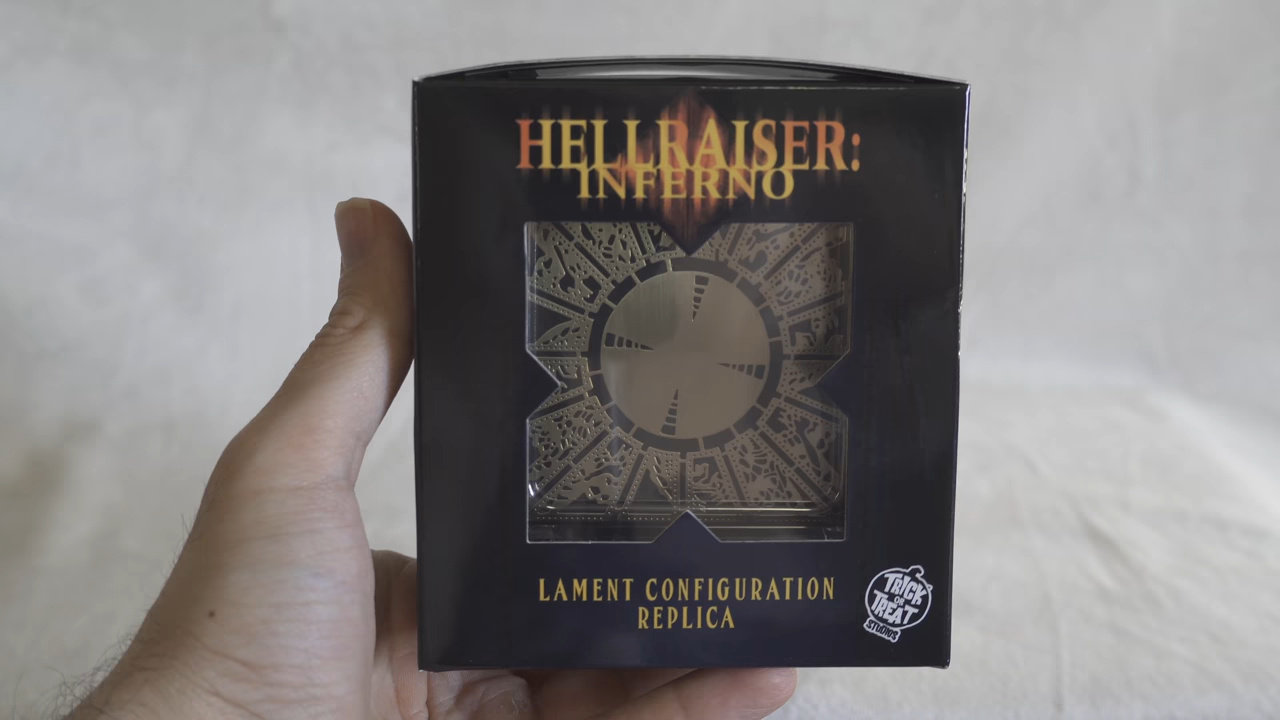 HELLRAISER:
INFERNO
LAMENT CONFIGURATION
REPLICA
TRICK
OR
TREAT
STUDIOS